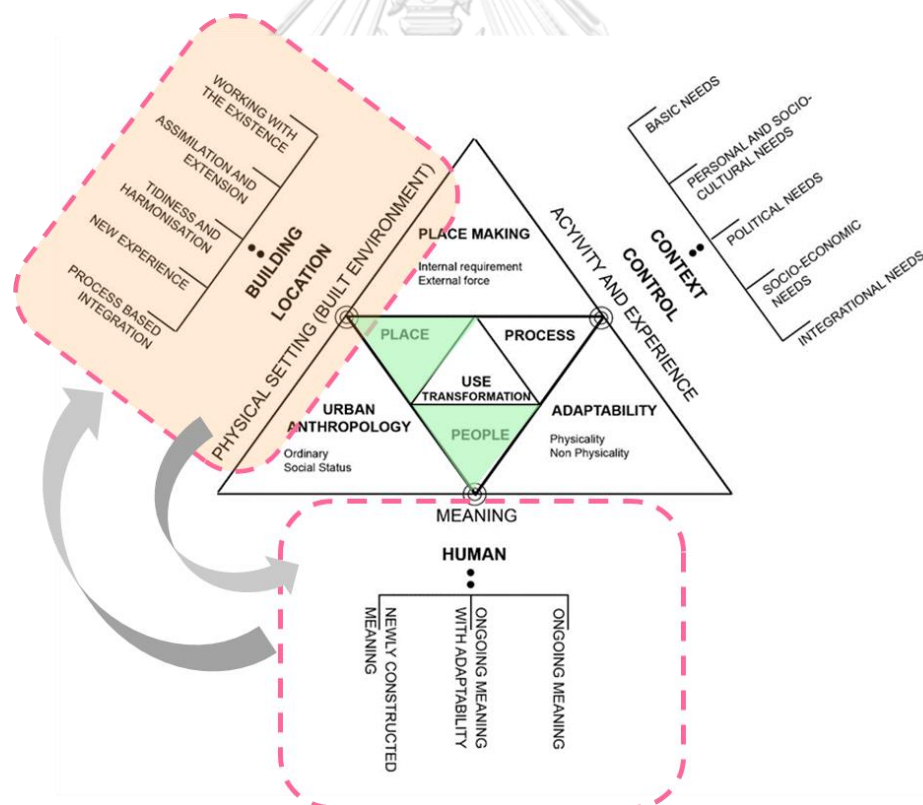 WORKING WITH
THE EXISTENCE
ASSIMILATION AND
EXTENSION
TIDINESS AND
HARMONISATION
NEW EXPERIENCE
PROCESS BASED
INTEGRATION
BUILDING
LOCATION
PHYSICAL SETTING (BUILT ENVIRONMENT)
BASIC NEEDS
PERSONAL AND SOCIO-
CULTURAL NEEDS
POLITICAL NEEDS
SOCIO-ECONOMIC
NEEDS
INTEGRATIONAL NEEDS
CONTEXT
CONTROL
ACYIVITY AND EXPERIENCE
PLACE MAKING
Internal requirement
External force
PLACE
PROCESS
USE
TRANSFORMATION
PEOPLE
URBAN
ANTHROPOLOGY
Ordinary
Social Status
ADAPTABILITY
Physicality
Non Physicality
MEANING
HUMAN
NEWLY CONSTRUCTED
MEANING
ONGOING MEANING
WITH ADAPTABILITY
ONGOING MEANING